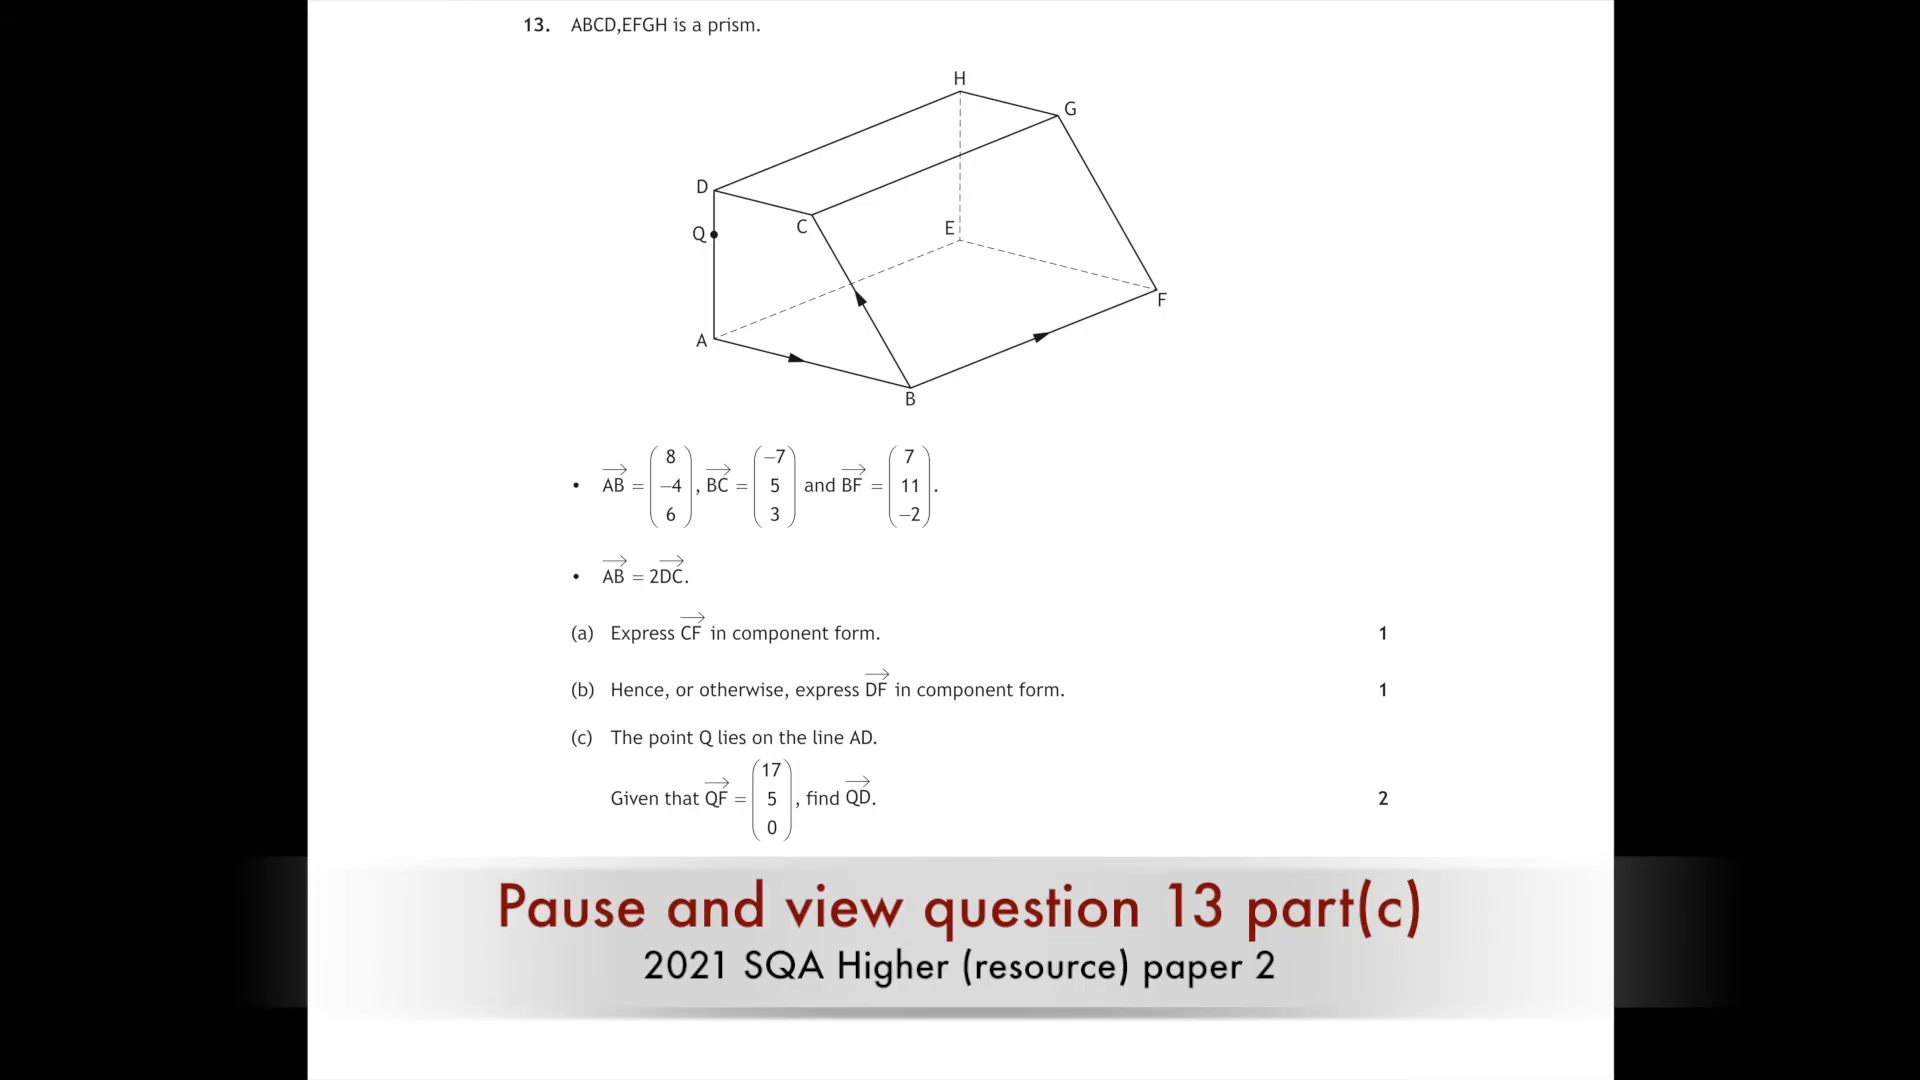 13. ABCD,EFGH is a prism.
H
G
D
C
Q
E
F
A
B
• AB = (8 −4 6), BC = (−7 5 3) and BF = (7 11 −2).
• AB = 2DC.
(a) Express CF in component form. 1
(b) Hence, or otherwise, express DF in component form. 1
(c) The point Q lies on the line AD.
Given that QF = (17 5 0), find QD. 2
Pause and view question 13 part(c)
2021 SQA Higher (resource) paper 2